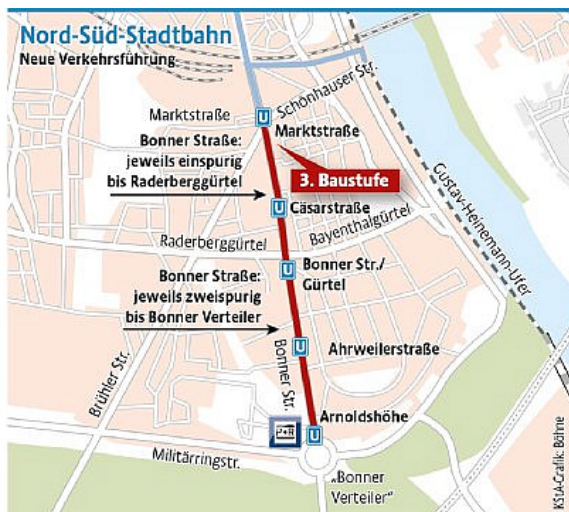 Nord-Süd-Stadtbahn
Neue Verkehrsführung
Schönhauser Str.
Marktstraße
U
Marktstraße
Bonner Straße:
jeweils einspurig
bis Raderberggürtel
3. Baustufe
U
Cäsarstraße
Gustav-Heinemann-Ufer
Bayenthalgürtel
Raderberggürtel
U
Bonner Str./
Gürtel
Bonner Straße:
jeweils zweispurig
bis Bonner Verteiler
Bonner Str.
U
Ahrweilerstraße
Brühler Str.
P+R
U
Arnoldshöhe
Militärringstr.
„Bonner
Verteiler“
KStA-Grafik: Böhne